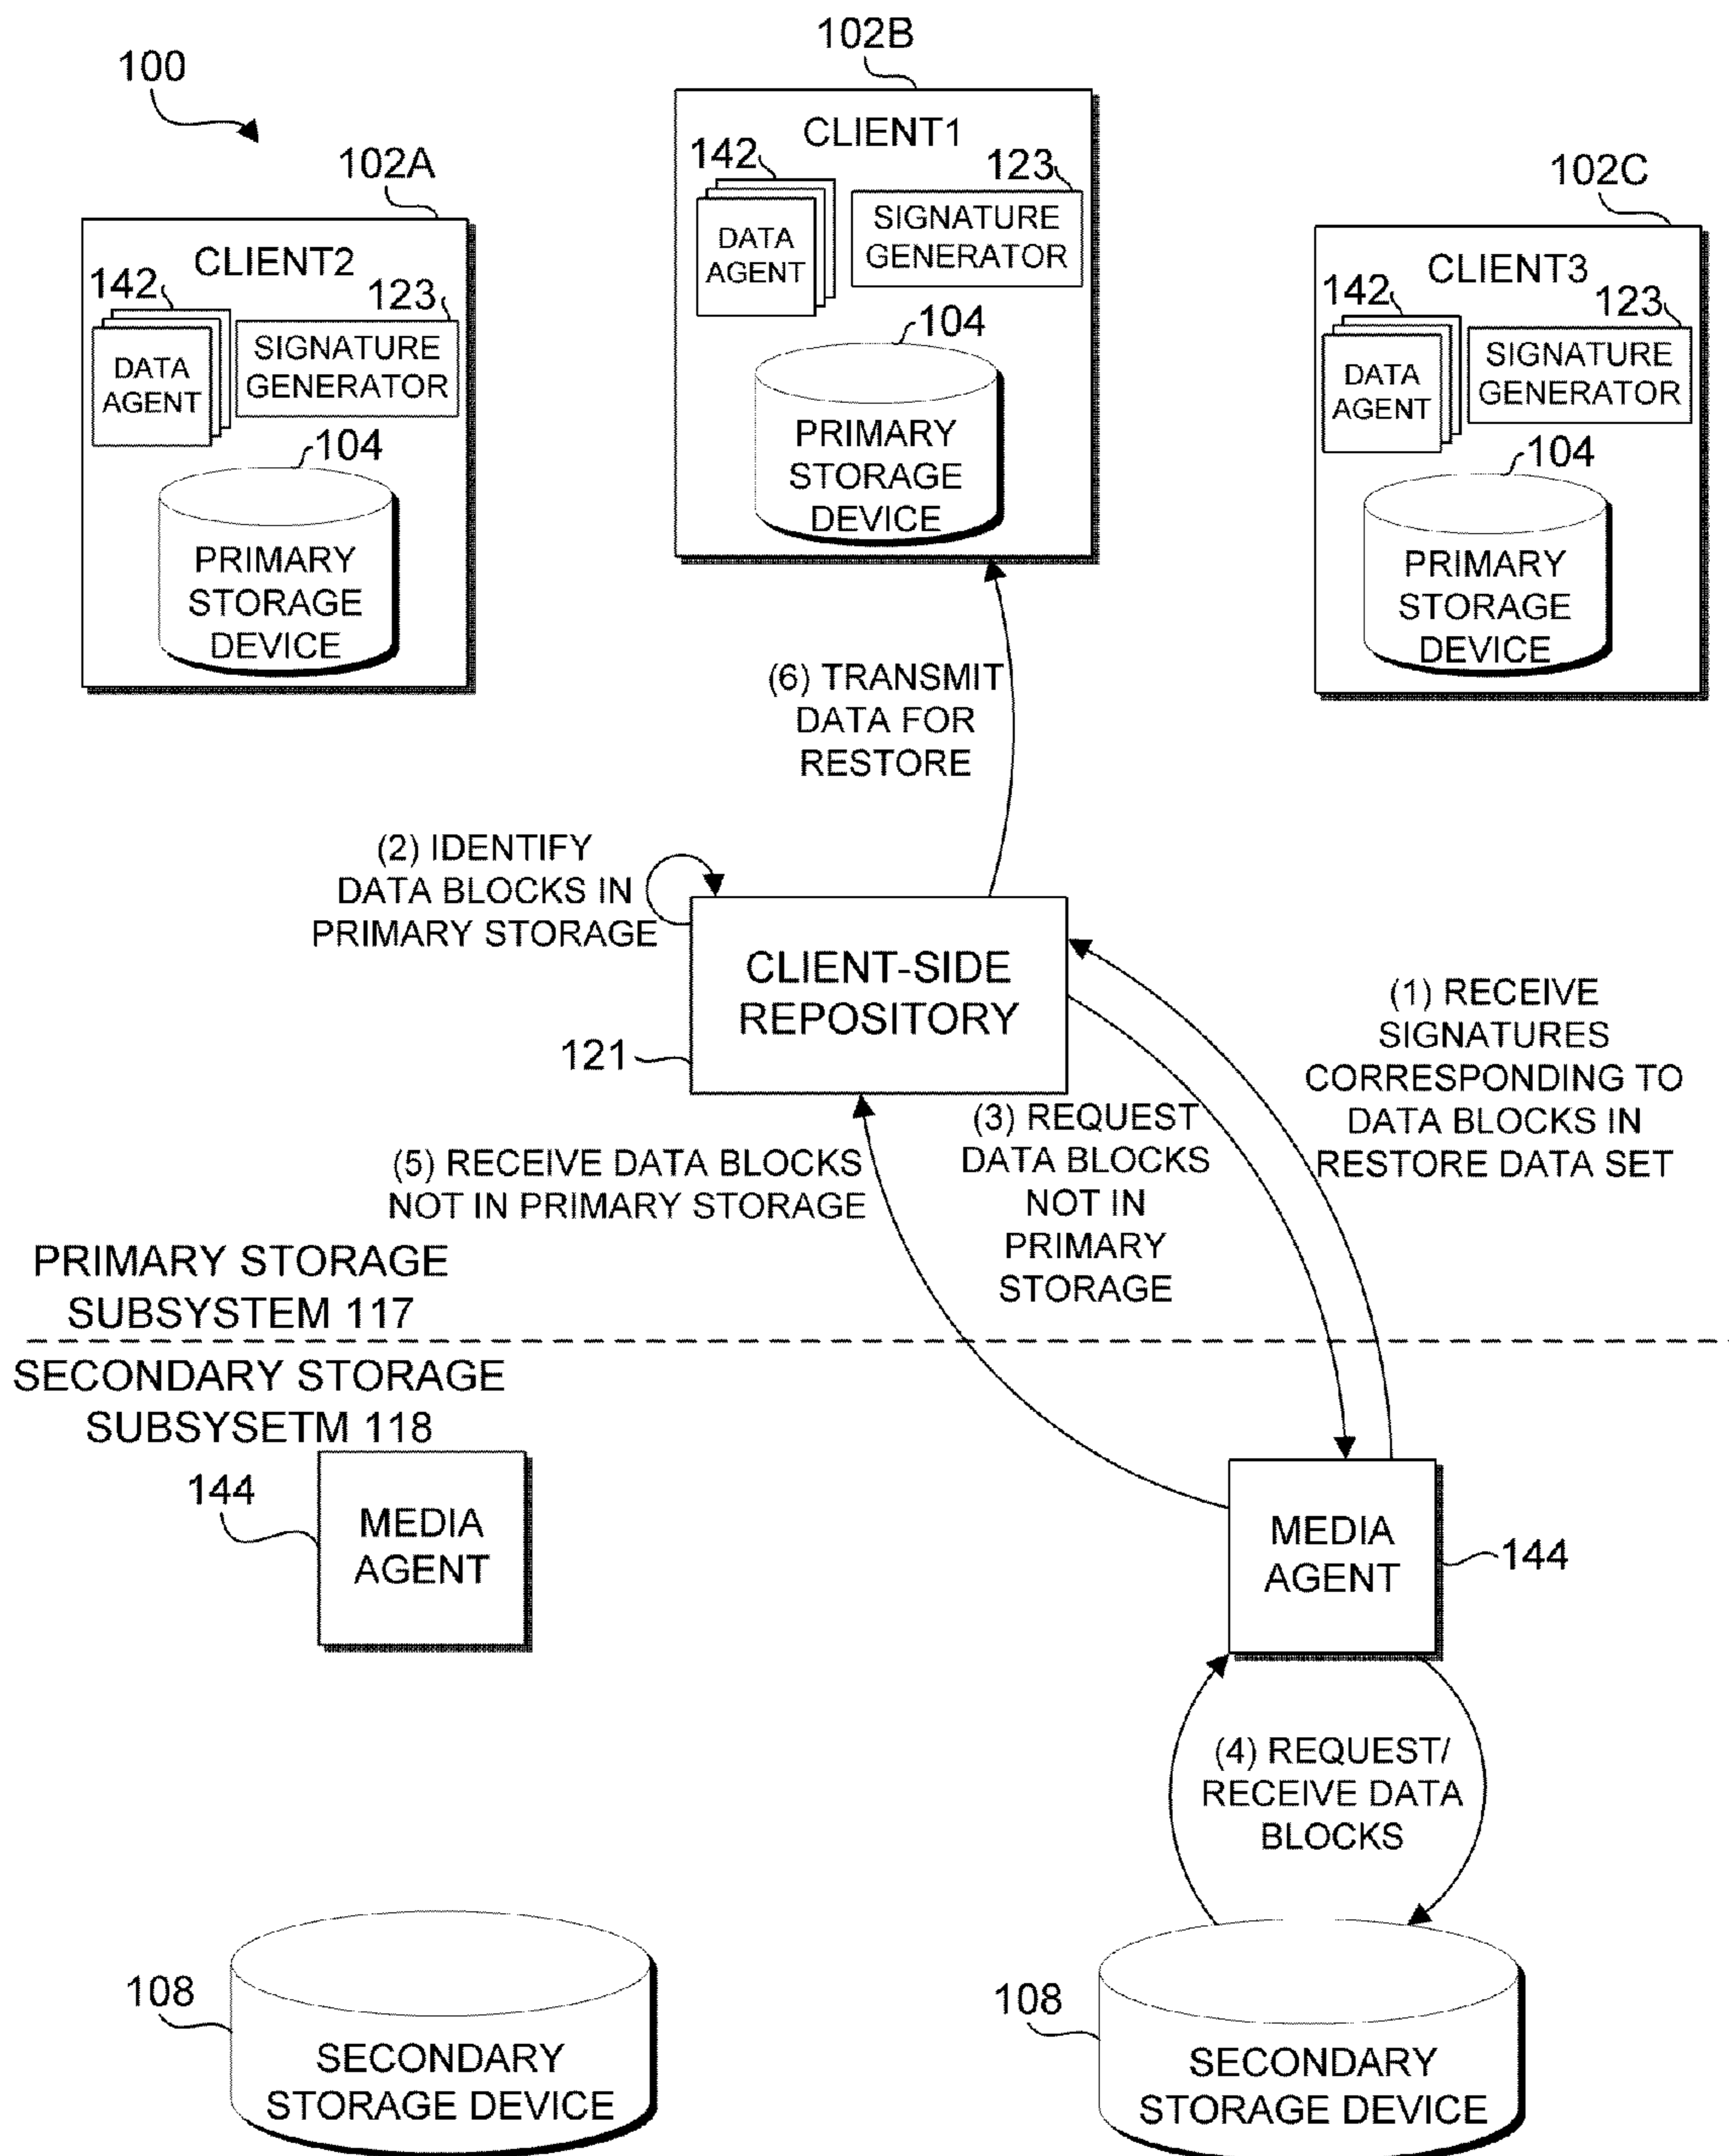 100
102A
CLIENT2
142
123
DATA
AGENT
SIGNATURE
GENERATOR
104
PRIMARY
STORAGE
DEVICE
102B
CLIENT1
142
123
DATA
AGENT
SIGNATURE
GENERATOR
104
PRIMARY
STORAGE
DEVICE
102C
CLIENT3
142
123
DATA
AGENT
SIGNATURE
GENERATOR
104
PRIMARY
STORAGE
DEVICE
(6) TRANSMIT
DATA FOR
RESTORE
(2) IDENTIFY
DATA BLOCKS IN
PRIMARY STORAGE
CLIENT-SIDE
REPOSITORY
121
(1) RECEIVE
SIGNATURES
CORRESPONDING TO
DATA BLOCKS IN
RESTORE DATA SET
(3) REQUEST
DATA BLOCKS
NOT IN
PRIMARY
STORAGE
(5) RECEIVE DATA BLOCKS
NOT IN PRIMARY STORAGE
PRIMARY STORAGE
SUBSYSTEM 117
SECONDARY STORAGE
SUBSYSETM 118
144
MEDIA
AGENT
MEDIA
AGENT
144
(4) REQUEST/
RECEIVE DATA
BLOCKS
108
SECONDARY
STORAGE DEVICE
108
SECONDARY
STORAGE DEVICE